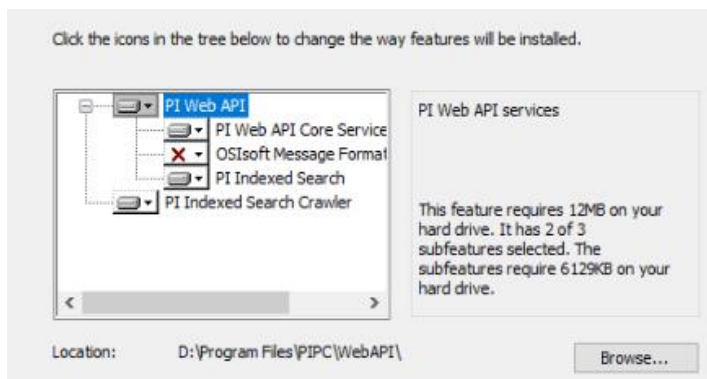 Click the icons in the tree below to change the way features will be installed.
PI Web API
PI Web API Core Service
OSIsoft Message Format
PI Indexed Search
PI Indexed Search Crawler
PI Web API services
This feature requires 12MB on your
hard drive. It has 2 of 3
subfeatures selected. The
subfeatures require 6129KB on your
hard drive.
Location: D:\Program Files\PIPC\WebAPI\
Browse...